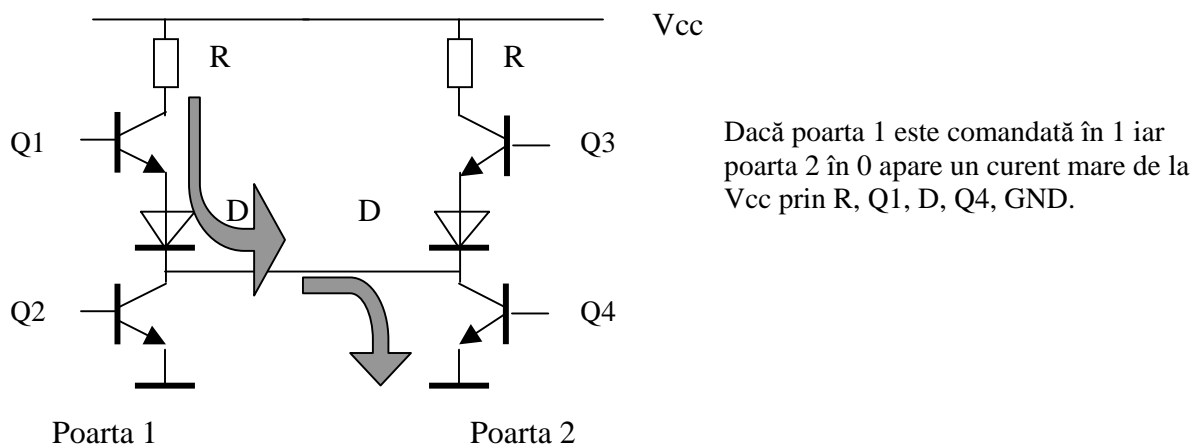 Vcc
R
R
Q1
Q3
Dacă poarta 1 este comandată în 1 iar
poarta 2 în 0 apare un curent mare de la
Vcc prin R, Q1, D, Q4, GND.
D
D
Q2
Q4
Poarta 1
Poarta 2